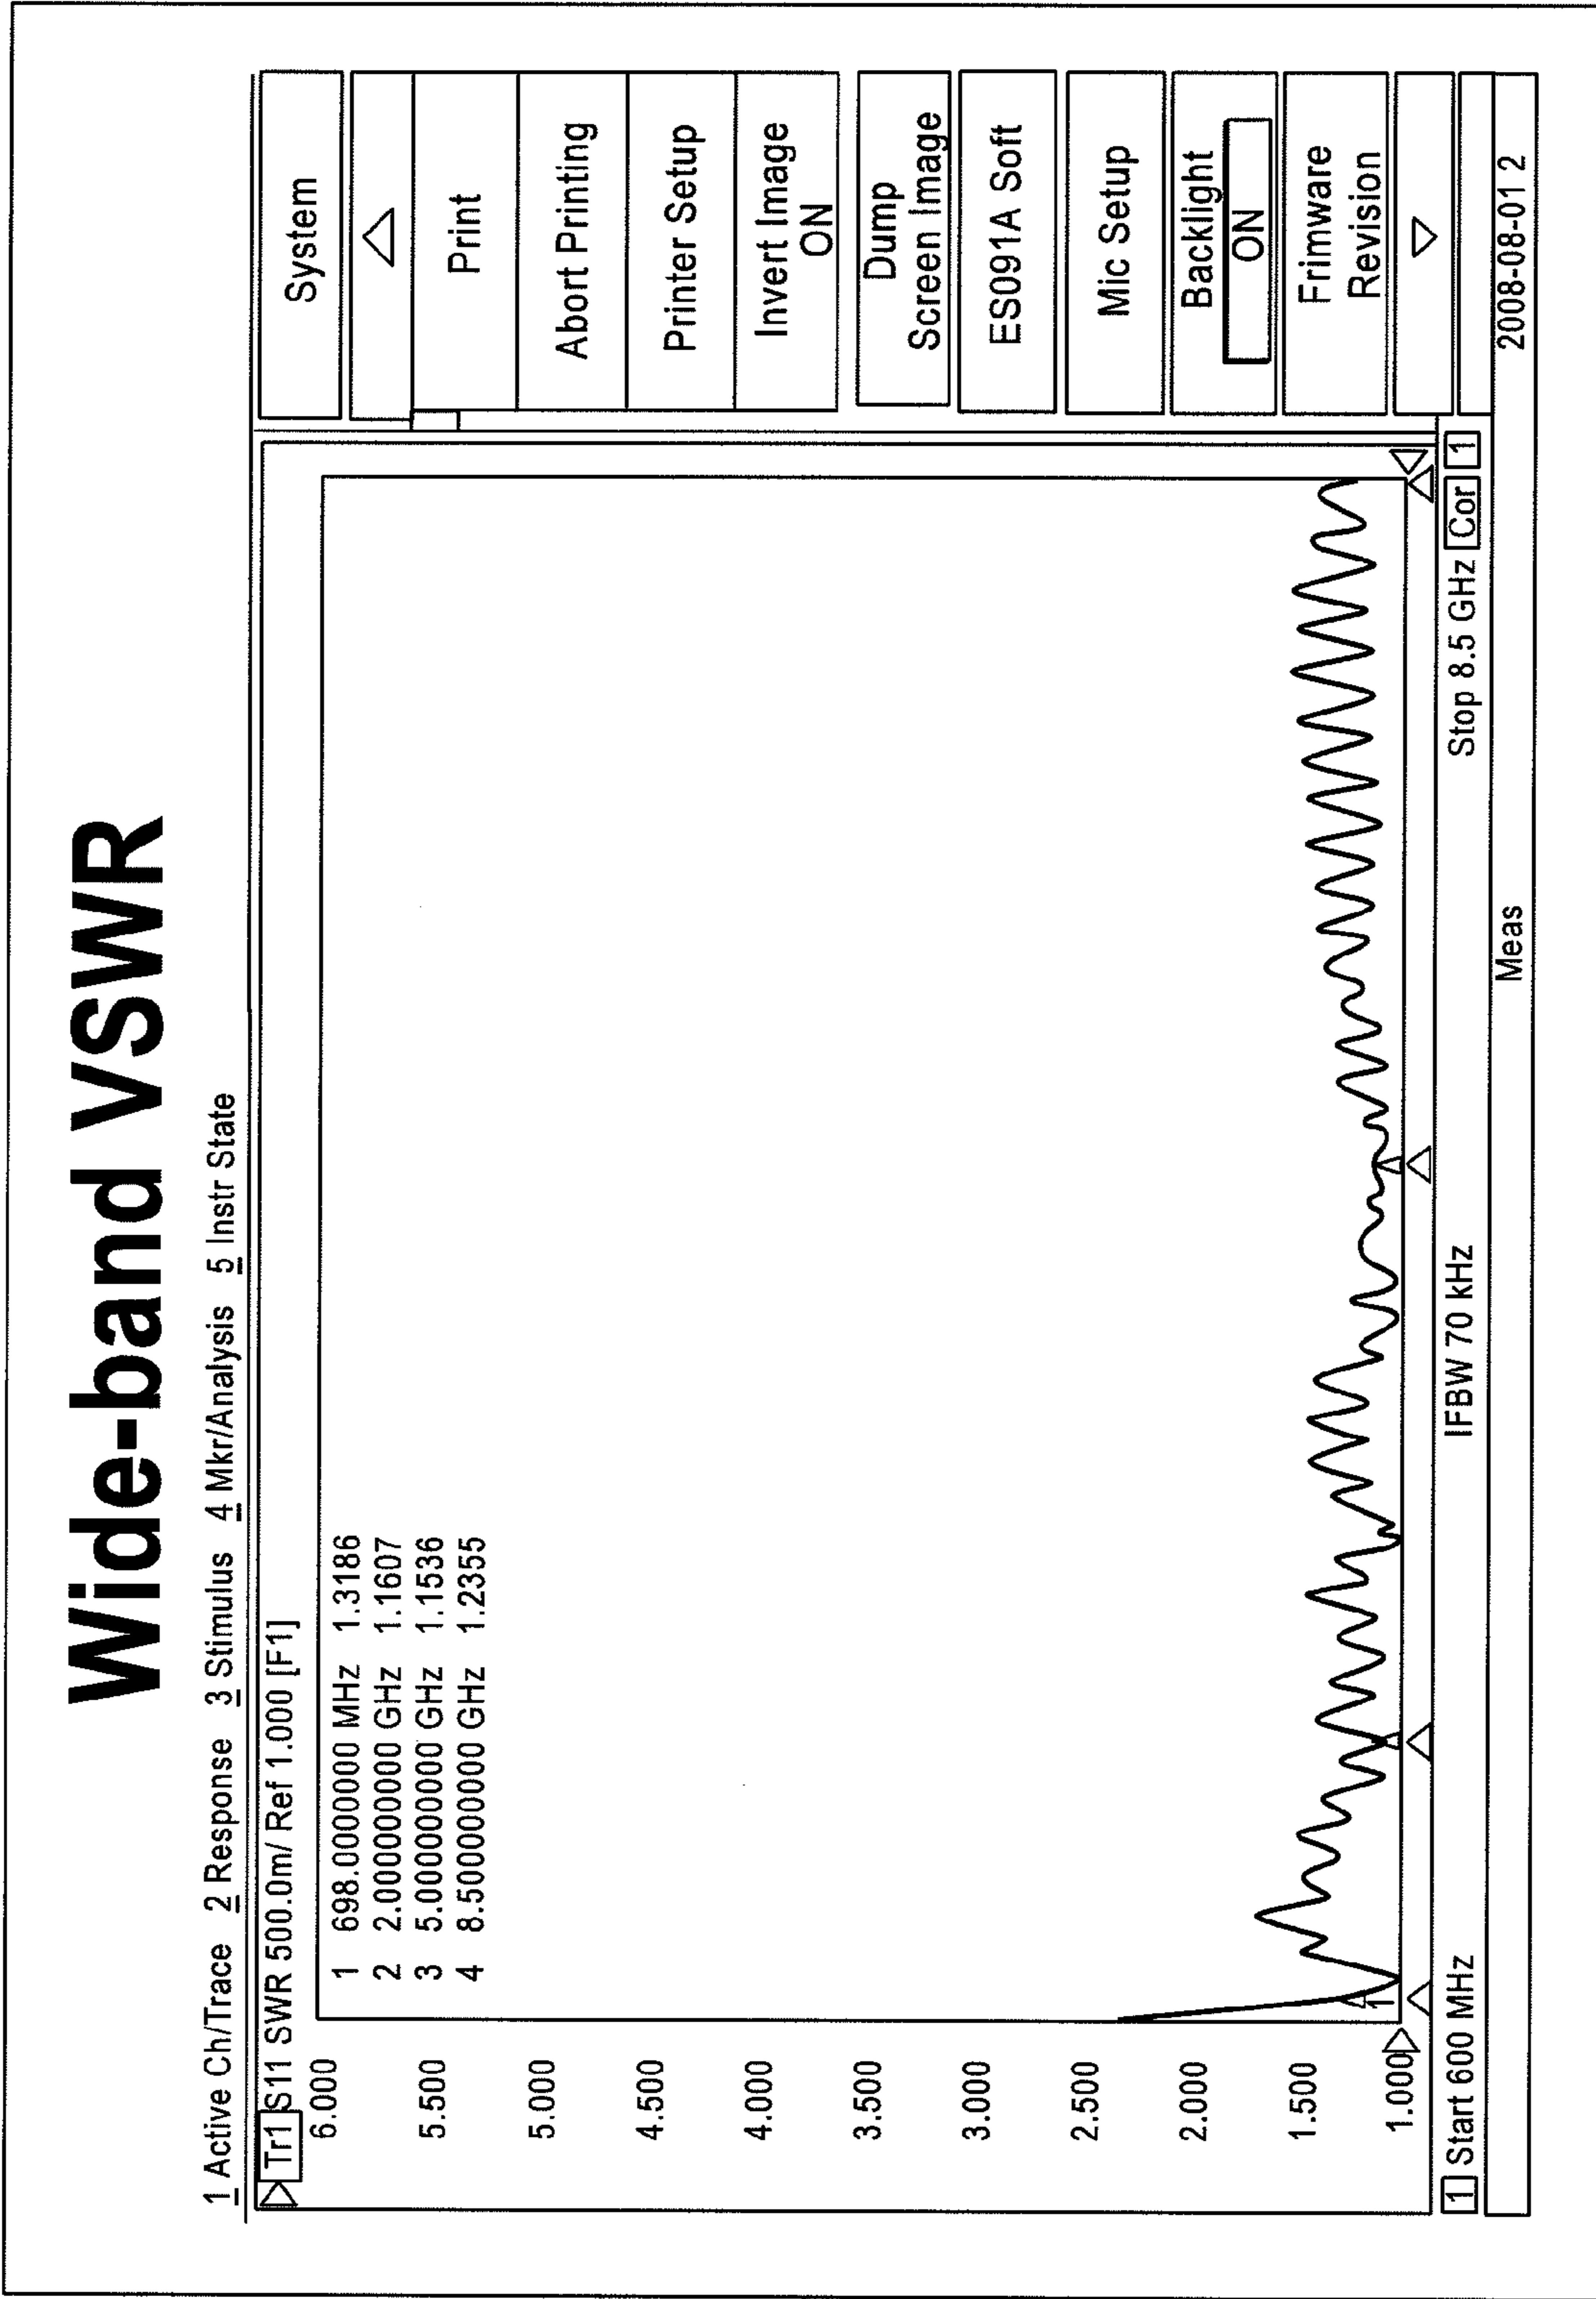 Wide-band VSWR
1 Active Ch/Trace 2 Response 3 Stimulus 4 Mkr/Analysis 5 Instr State
Tr1 S11 SWR 500.0m/ Ref 1.000 [F1]
6.000
5.500
5.000
4.500
4.000
3.500
3.000
2.500
2.000
1.500
1.000
1 698.0000000 MHz 1.3186
2 2.0000000000 GHz 1.1607
3 5.0000000000 GHz 1.1536
4 8.5000000000 GHz 1.2355
1
1 Start 600 MHz
IFBW 70 kHz
Stop 8.5 GHz Cor 1
Meas
2008-08-01 2
System
Print
Abort Printing
Printer Setup
Invert Image
ON
Dump
Screen Image
ES091A Soft
Mic Setup
Backlight
ON
Frimware
Revision